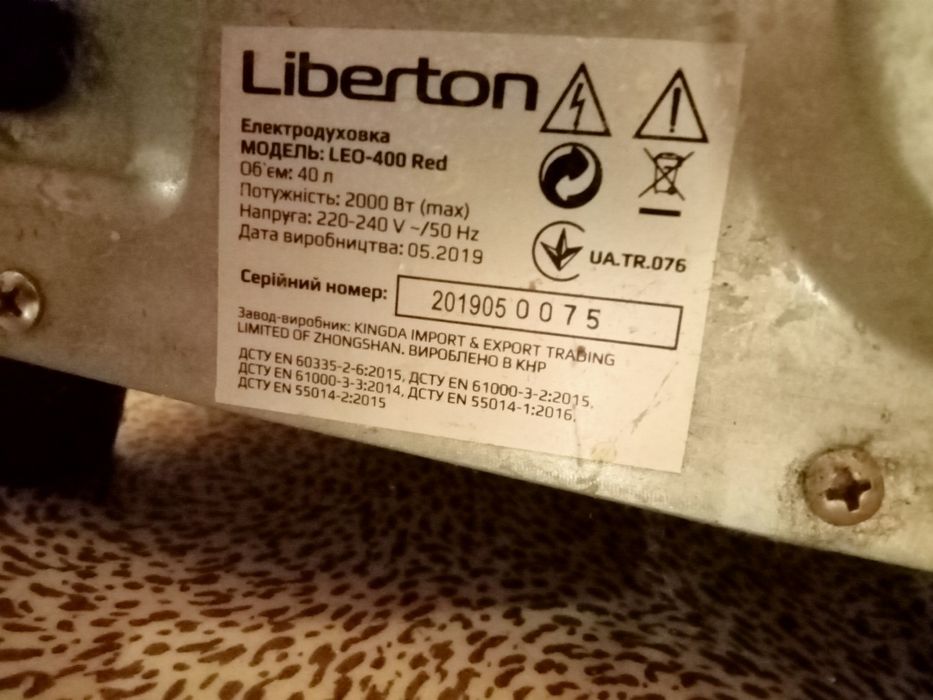 Liberton
Електродуховка
МОДЕЛЬ: LEO-400 Red
Об`єм: 40 л
Потужність: 2000 Вт (max)
Напруга: 220-240 V ~/50 Hz
Дата виробництва: 05.2019
UA.TR.076
Серійний номер: 201905 0 0 7 5
Завод-виробник: KINGDA IMPORT & EXPORT TRADING
LIMITED OF ZHONGSHAN. ВИРОБЛЕНО В КНР
ДСТУ EN 60335-2-6:2015, ДСТУ EN 61000-3-2:2015,
ДСТУ EN 61000-3-3:2014, ДСТУ EN 55014-1:2016,
ДСТУ EN 55014-2:2015